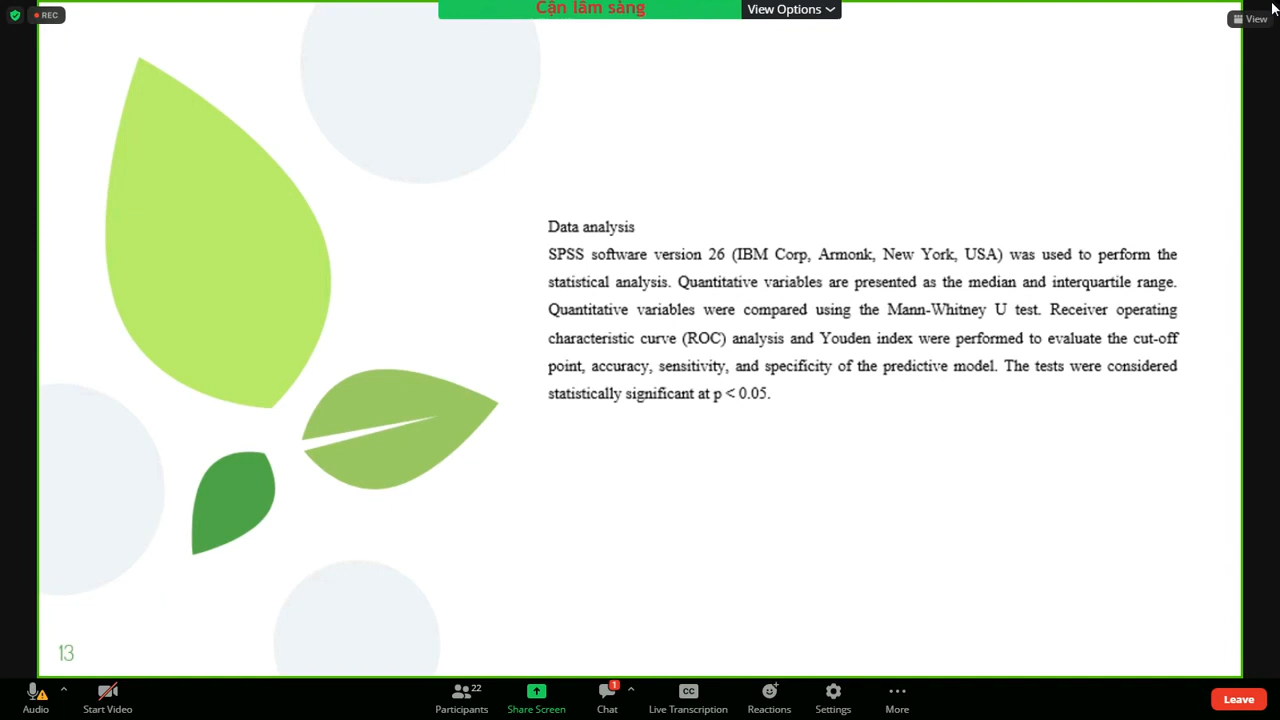 REC
Cận lâm sàng
View Options
View
Data analysis
SPSS software version 26 (IBM Corp, Armonk, New York, USA) was used to perform the
statistical analysis. Quantitative variables are presented as the median and interquartile range.
Quantitative variables were compared using the Mann-Whitney U test. Receiver operating
characteristic curve (ROC) analysis and Youden index were performed to evaluate the cut-off
point, accuracy, sensitivity, and specificity of the predictive model. The tests were considered
statistically significant at p < 0.05.
13
22
1
CC
Audio
Start Video
Participants
Share Screen
Chat
Live Transcription
Reactions
Settings
More
Leave